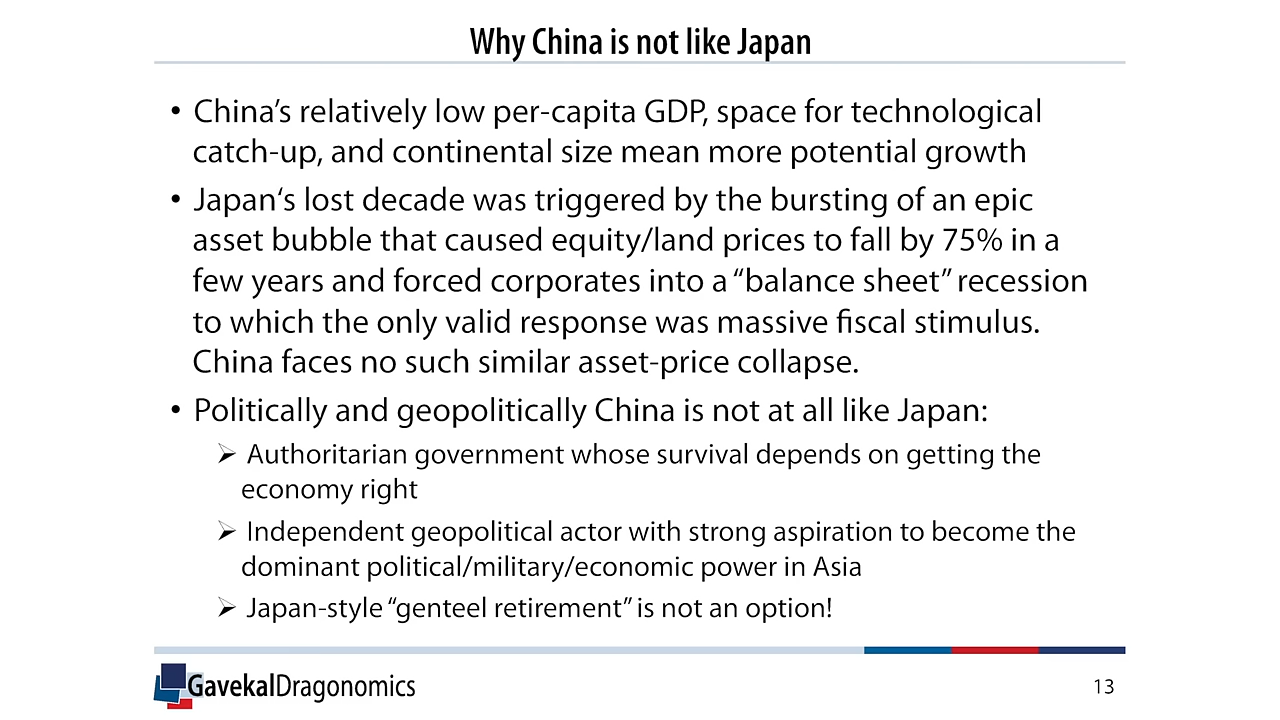 Why China is not like Japan
• China’s relatively low per-capita GDP, space for technological
catch-up, and continental size mean more potential growth
• Japan‘s lost decade was triggered by the bursting of an epic
asset bubble that caused equity/land prices to fall by 75% in a
few years and forced corporates into a “balance sheet” recession
to which the only valid response was massive fiscal stimulus.
China faces no such similar asset-price collapse.
• Politically and geopolitically China is not at all like Japan:
➢ Authoritarian government whose survival depends on getting the
economy right
➢ Independent geopolitical actor with strong aspiration to become the
dominant political/military/economic power in Asia
➢ Japan-style “genteel retirement” is not an option!
GavekalDragonomics
13